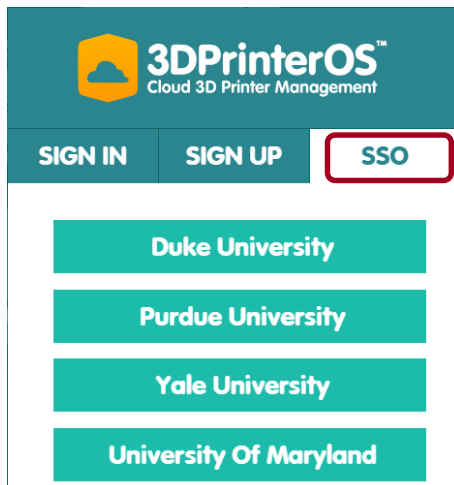 3DPrinterOS™
Cloud 3D Printer Management
SIGN IN SIGN UP SSO
Duke University
Purdue University
Yale University
University Of Maryland